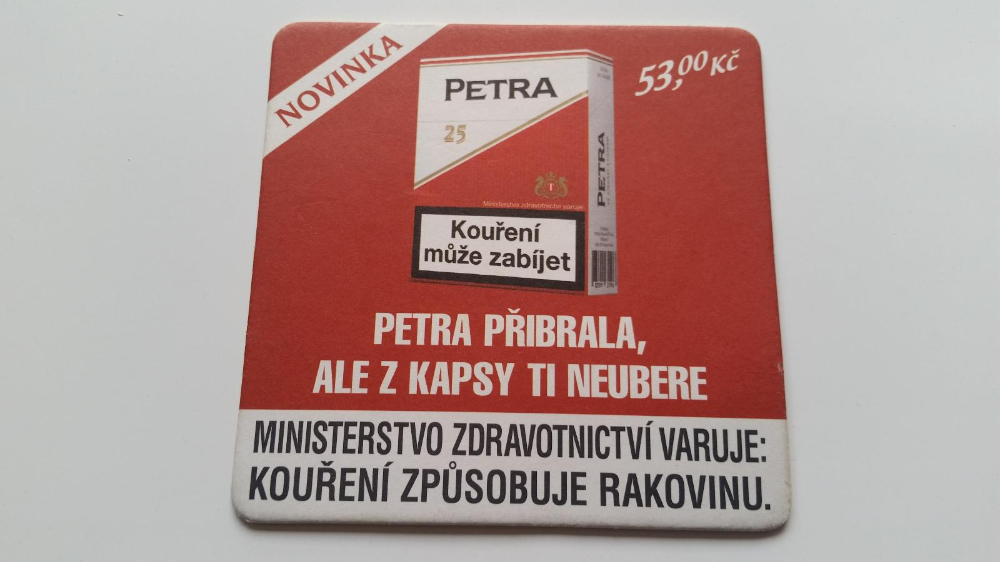 NOVINKA
53,00 Kč
PETRA
25
T
PETRA
Ministerstvo zdravotnictví varuje:
Kouření
může zabíjet
PETRA PŘIBRALA,
ALE Z KAPSY TI NEUBERE
MINISTERSTVO ZDRAVOTNICTVÍ VARUJE:
KOUŘENÍ ZPŮSOBUJE RAKOVINU.